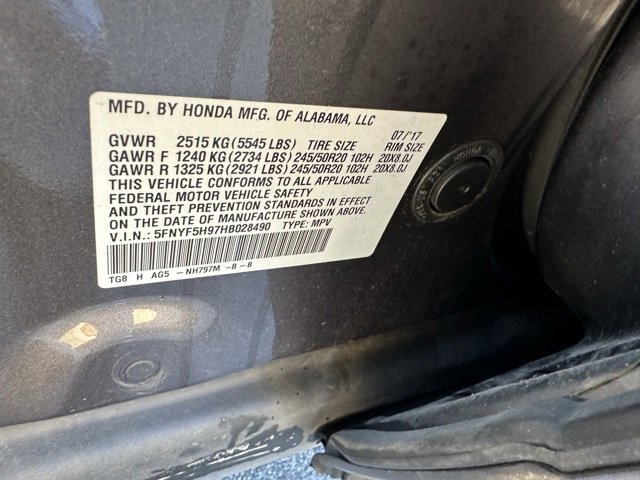 MFD. BY HONDA MFG. OF ALABAMA, LLC
07/'17
GVWR 2515 KG (5545 LBS) TIRE SIZE RIM SIZE
GAWR F 1240 KG (2734 LBS) 245/50R20 102H 20X8.0J
GAWR R 1325 KG (2921 LBS) 245/50R20 102H 20X8.0J
THIS VEHICLE CONFORMS TO ALL APPLICABLE
FEDERAL MOTOR VEHICLE SAFETY
AND THEFT PREVENTION STANDARDS IN EFFECT
ON THE DATE OF MANUFACTURE SHOWN ABOVE.
V.I.N.: 5FNYF5H97HB028490 TYPE: MPV
TG8 H AG5 -NH797M -B -B
HONDA